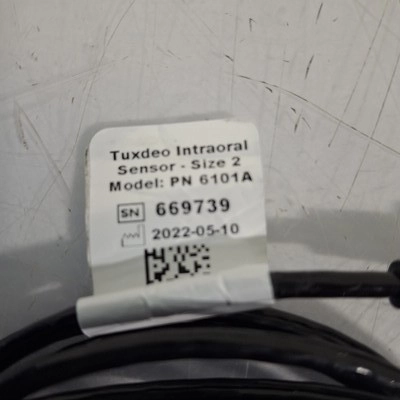 Tuxdeo Intraoral
Sensor - Size 2
Model: PN 6101A
SN 669739
2022-05-10